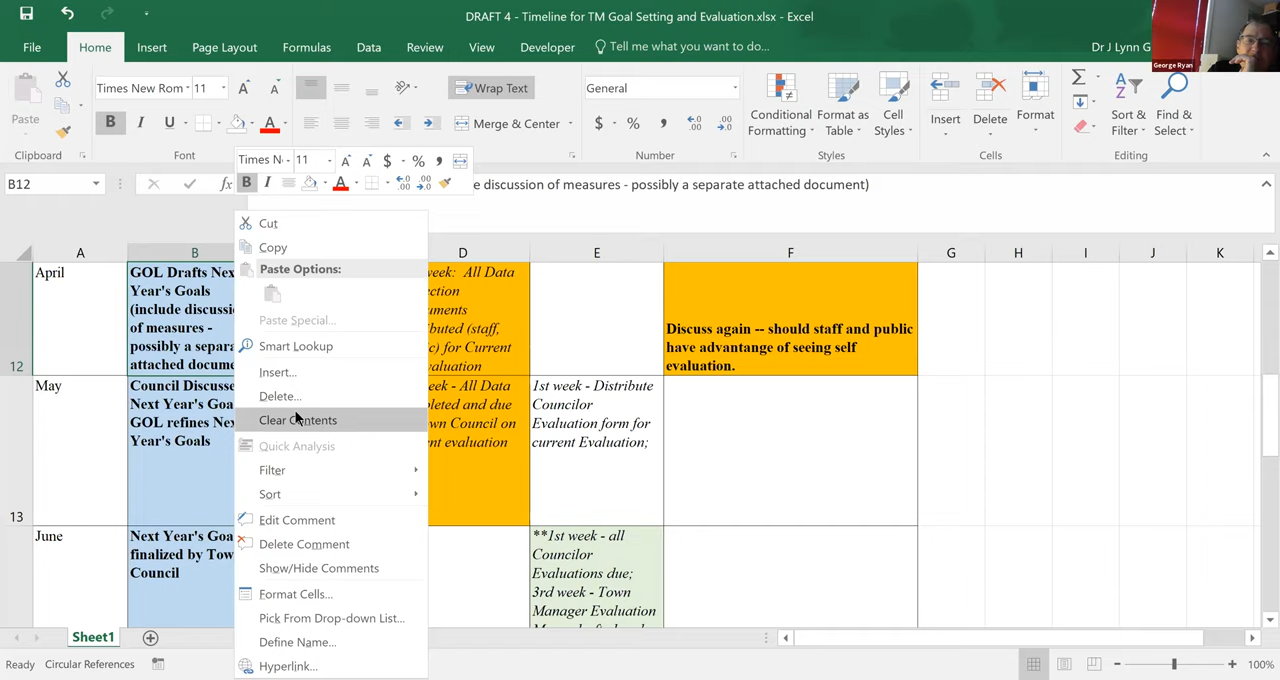 DRAFT 4 - Timeline for TM Goal Setting and Evaluation.xlsx - Excel
Dr J Lynn G
George Ryan
File Home Insert Page Layout Formulas Data Review View Developer Tell me what you want to do...
Paste
Clipboard
Times New Rom 11
B I U
Font
Wrap Text
Merge & Center
General
$ % ,
Number
Conditional Formatting
Format as Table
Cell Styles
Styles
Insert Delete Format
Cells
Sort & Filter
Find & Select
Editing
Times N 11 A A $ % ,
B I A
B12
fx
e discussion of measures - possibly a separate attached document)
Cut
Copy
Paste Options:
Paste Special...
Smart Lookup
Insert...
Delete...
Clear Contents
Quick Analysis
Filter
Sort
Edit Comment
Delete Comment
Show/Hide Comments
Format Cells...
Pick From Drop-down List...
Define Name...
Hyperlink...
A B D E F G H I J K
12
April
GOL Drafts Nex
Year's Goals
(include discussi
of measures -
possibly a separa
attached docume
week: All Data
ection
uments
ibuted (staff,
ic) for Current
valuation
Discuss again -- should staff and public
have advantange of seeing self
evaluation.
13
May
Council Discusse
Next Year's Goa
GOL refines Nex
Year's Goals
eek - All Data
pleted and due
wn Council on
nt evaluation
1st week - Distribute
Councilor
Evaluation form for
current Evaluation;
June
Next Year's Goa
finalized by Tow
Council
**1st week - all
Councilor
Evaluations due;
3rd week - Town
Manager Evaluation
Sheet1
Ready Circular References
100%